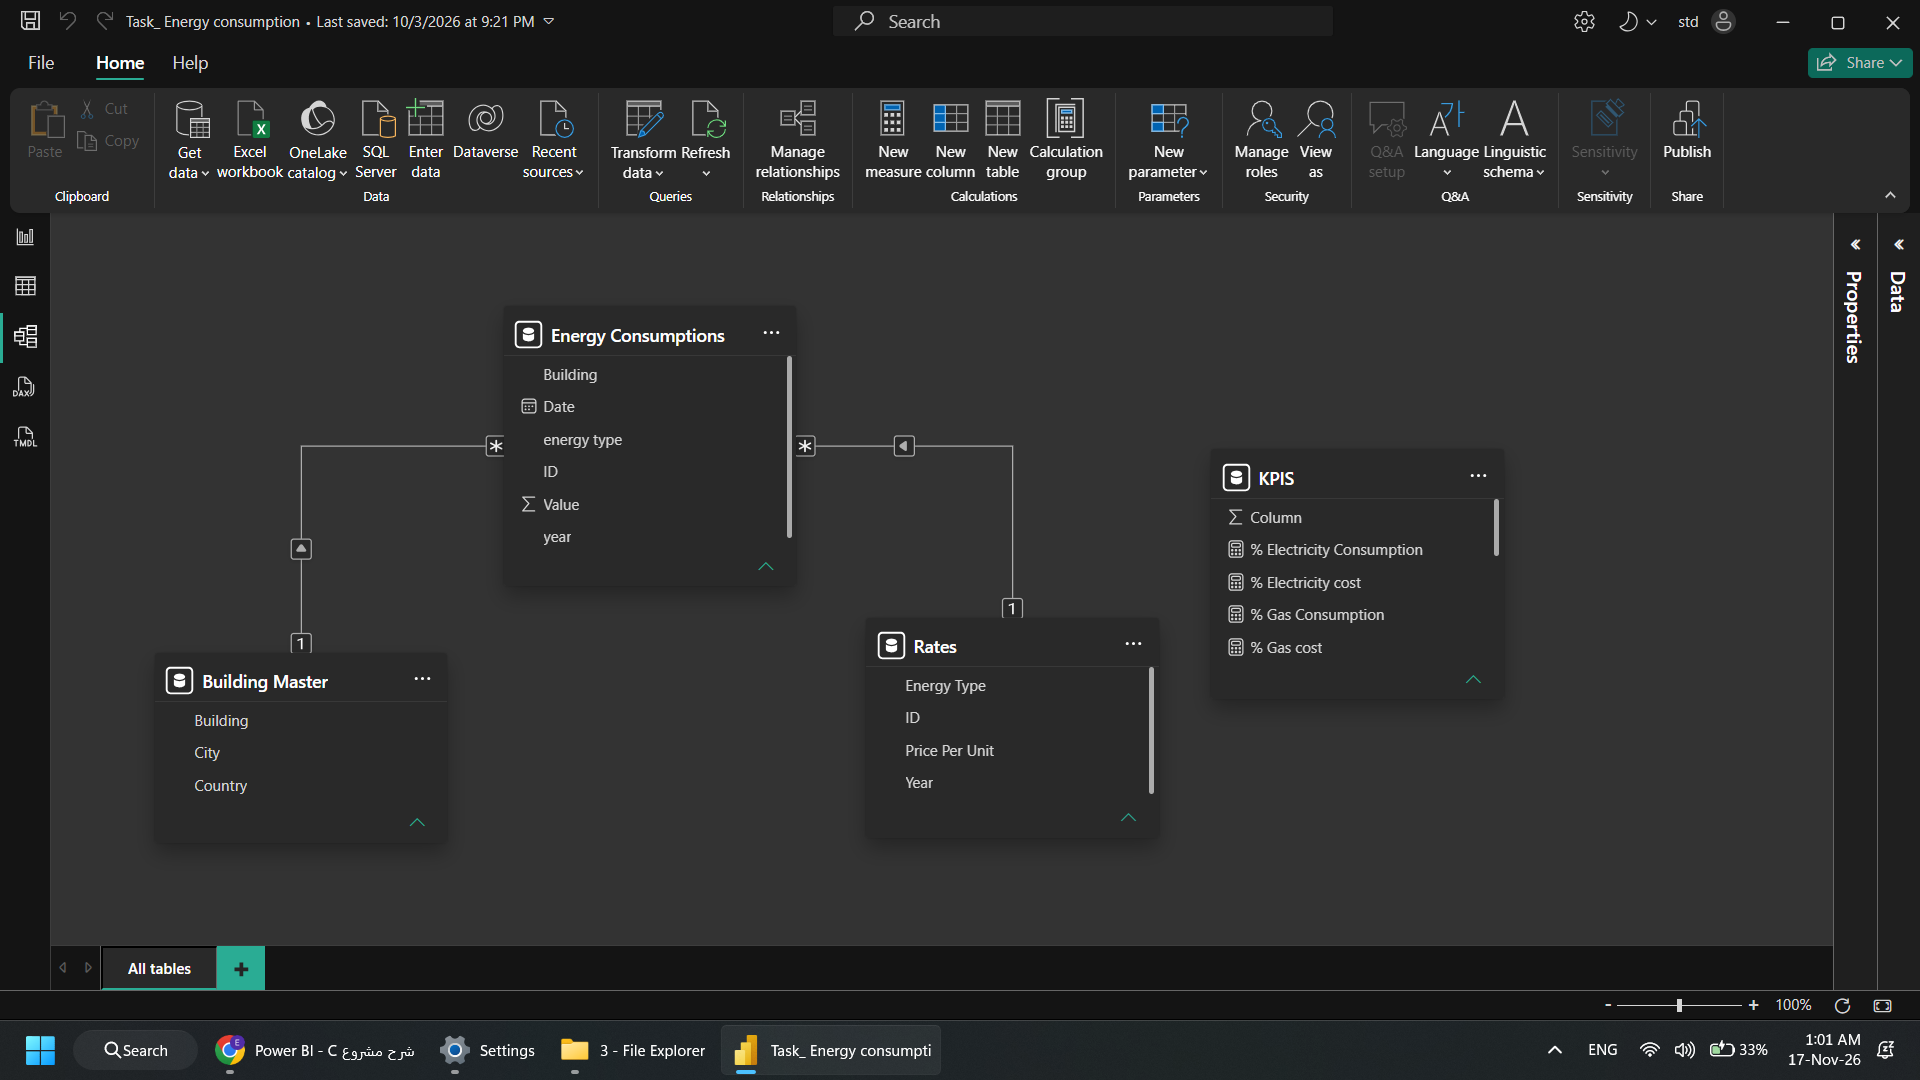 Task_ Energy consumption • Last saved: 10/3/2026 at 9:21 PM
Search
std
File
Home
Help
Share
Paste
Cut
Copy
Clipboard
Get data
Excel workbook
OneLake catalog
SQL Server
Enter data
Dataverse
Recent sources
Data
Transform data
Refresh
Queries
Manage relationships
Relationships
New measure
New column
New table
Calculation group
Calculations
New parameter
Parameters
Manage roles
View as
Security
Q&A setup
Language
Linguistic schema
Q&A
Sensitivity
Sensitivity
Publish
Share
DAX
TMDL
Properties
Data
Energy Consumptions
Building
Date
energy type
ID
Value
year
*
*
1
1
Building Master
Building
City
Country
Rates
Energy Type
ID
Price Per Unit
Year
KPIS
Column
% Electricity Consumption
% Electricity cost
% Gas Consumption
% Gas cost
All tables
+
- + 100%
Search
Power BI - C شرح مشروع
Settings
3 - File Explorer
Task_ Energy consumpti
ENG
33%
1:01 AM
17-Nov-26